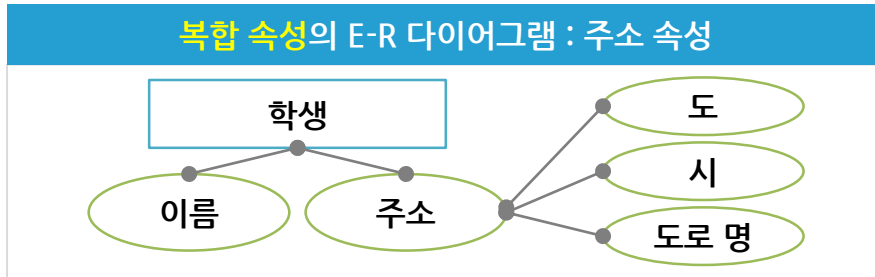 복합 속성의 E-R 다이어그램 : 주소 속성
학생
이름
주소
도
시
도로 명